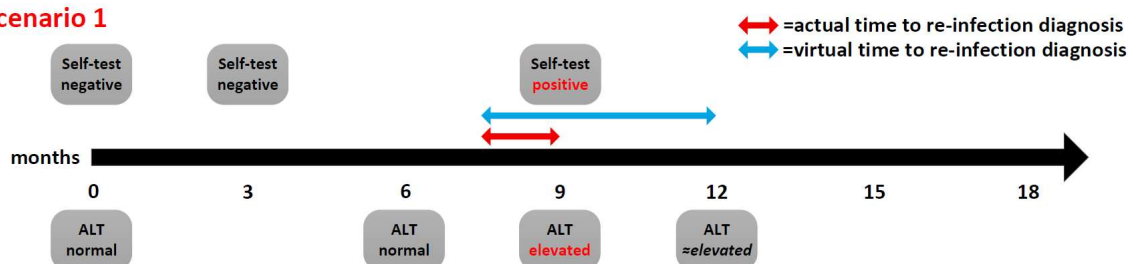 cenario 1
=actual time to re-infection diagnosis
=virtual time to re-infection diagnosis
Self-test
negative
Self-test
negative
Self-test
positive
months
0
3
6
9
12
15
18
ALT
normal
ALT
normal
ALT
elevated
ALT
≈elevated